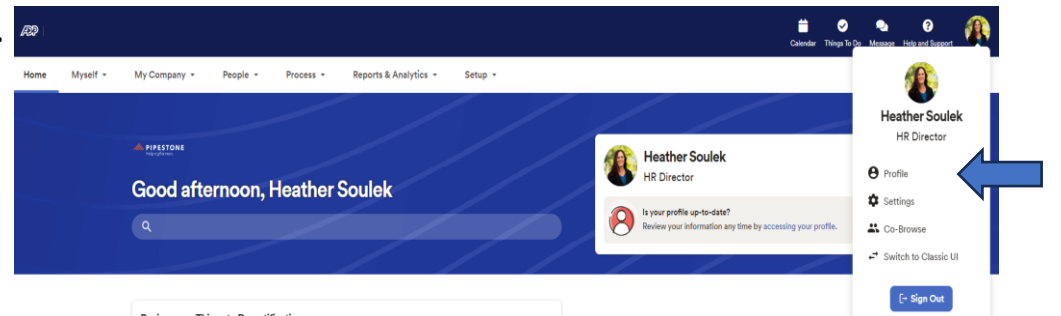 ADP
Calendar Things To Do Message Help and Support
Home Myself My Company People Process Reports & Analytics Setup
PIPESTONE
Good afternoon, Heather Soulek
Heather Soulek
HR Director
Is your profile up-to-date?
Review your information any time by accessing your profile.
Heather Soulek
HR Director
Profile
Settings
Co-Browse
Switch to Classic UI
Sign Out